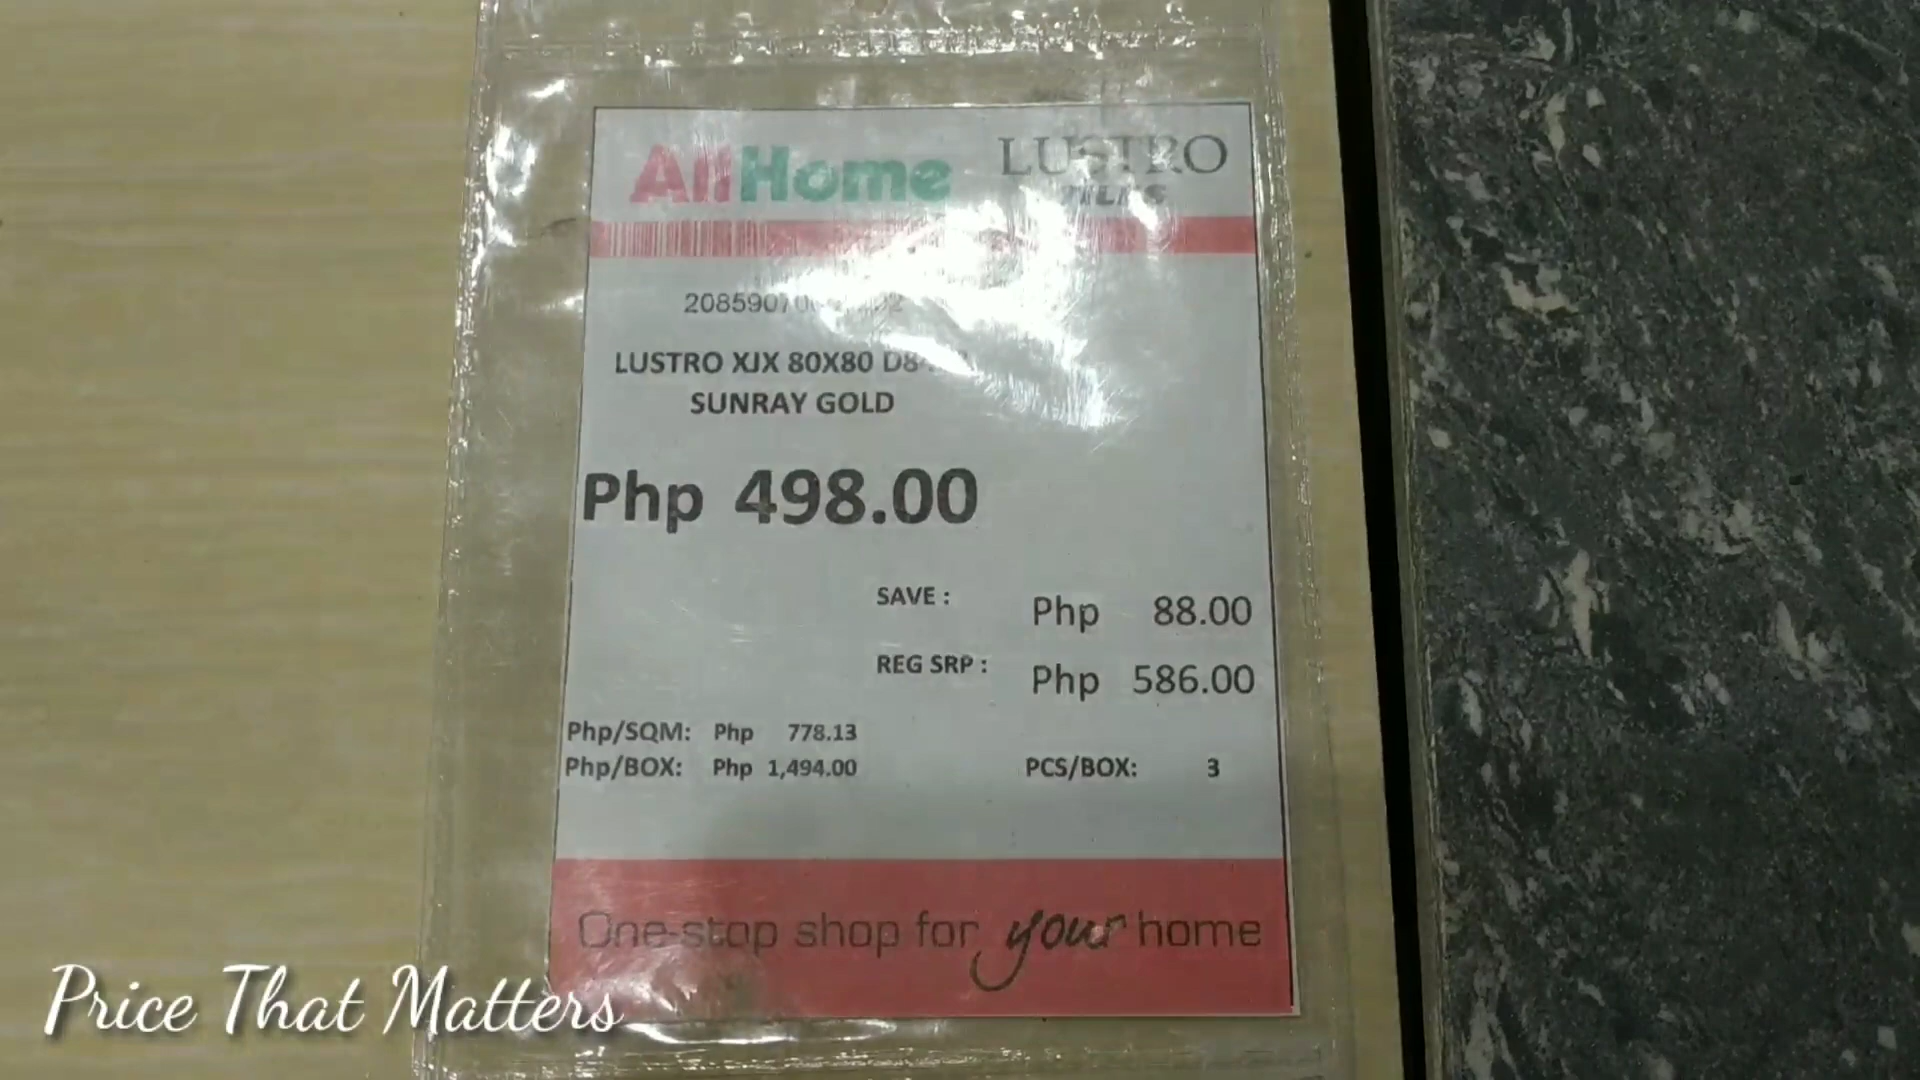 AllHome
LUSTRO
TILES
LUSTRO XJX 80X80
SUNRAY GOLD
Php 498.00
SAVE : Php 88.00
REG SRP : Php 586.00
Php/SQM: Php 778.13
Php/BOX: Php 1,494.00 PCS/BOX: 3
One-stop shop for your home
Price That Matters